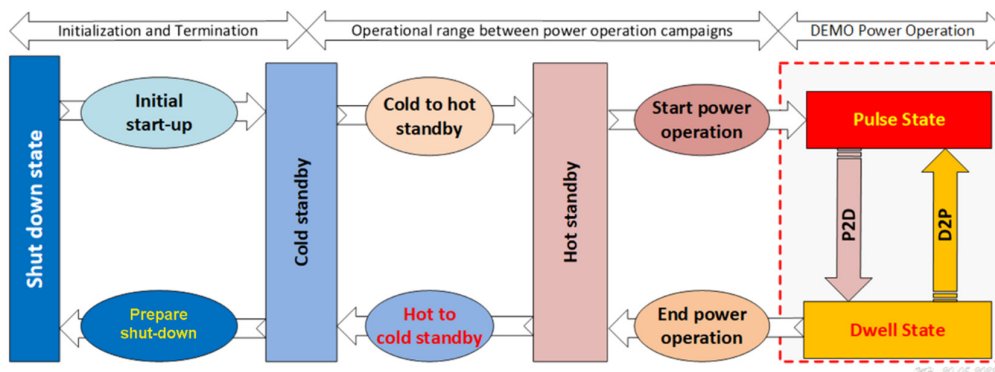 Initialization and Termination
Operational range between power operation campaigns
DEMO Power Operation
Shut down state
Initial
start-up
Cold standby
Cold to hot
standby
Hot standby
Start power
operation
Pulse State
P2D
D2P
Prepare
shut-down
Hot to
cold standby
End power
operation
Dwell State